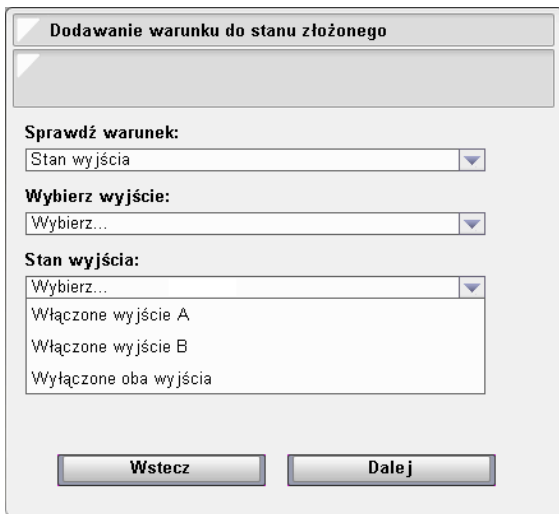 Dodawanie warunku do stanu złożonego
Sprawdź warunek:
Stan wyjścia
Wybierz wyjście:
Wybierz...
Stan wyjścia:
Wybierz...
Włączone wyjście A
Włączone wyjście B
Wyłączone oba wyjścia
Wstecz
Dalej